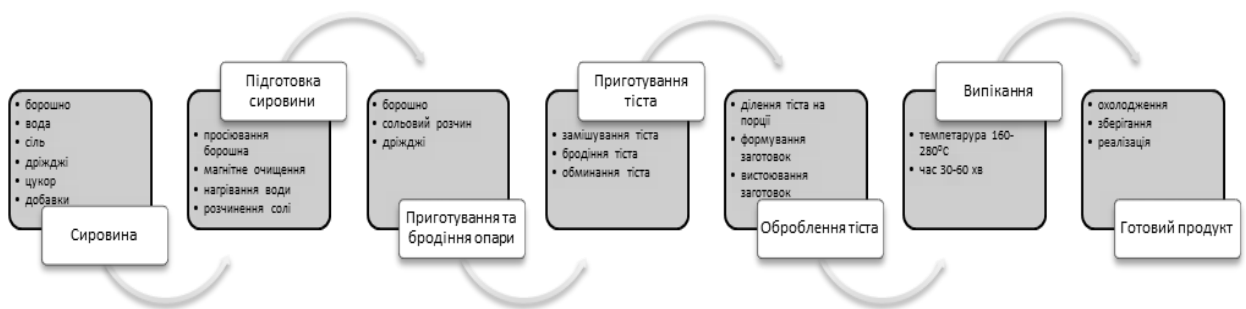 Сировина
• борошно
• вода
• сіль
• дріжджі
• цукор
• добавки
Підготовка
сировини
• просіювання
борошна
• магнітне очищення
• нагрівання води
• розчинення солі
Приготування та
бродіння опари
• борошно
• сольовий розчин
• дріжджі
Приготування
тіста
• замішування тіста
• бродіння тіста
• обминання тіста
Оброблення тіста
• ділення тіста на
порції
• формування
заготовок
• вистоювання
заготовок
Випікання
• темпетарура 160-
280⁰С
• час 30-60 хв
Готовий продукт
• охолодження
• зберігання
• реалізація